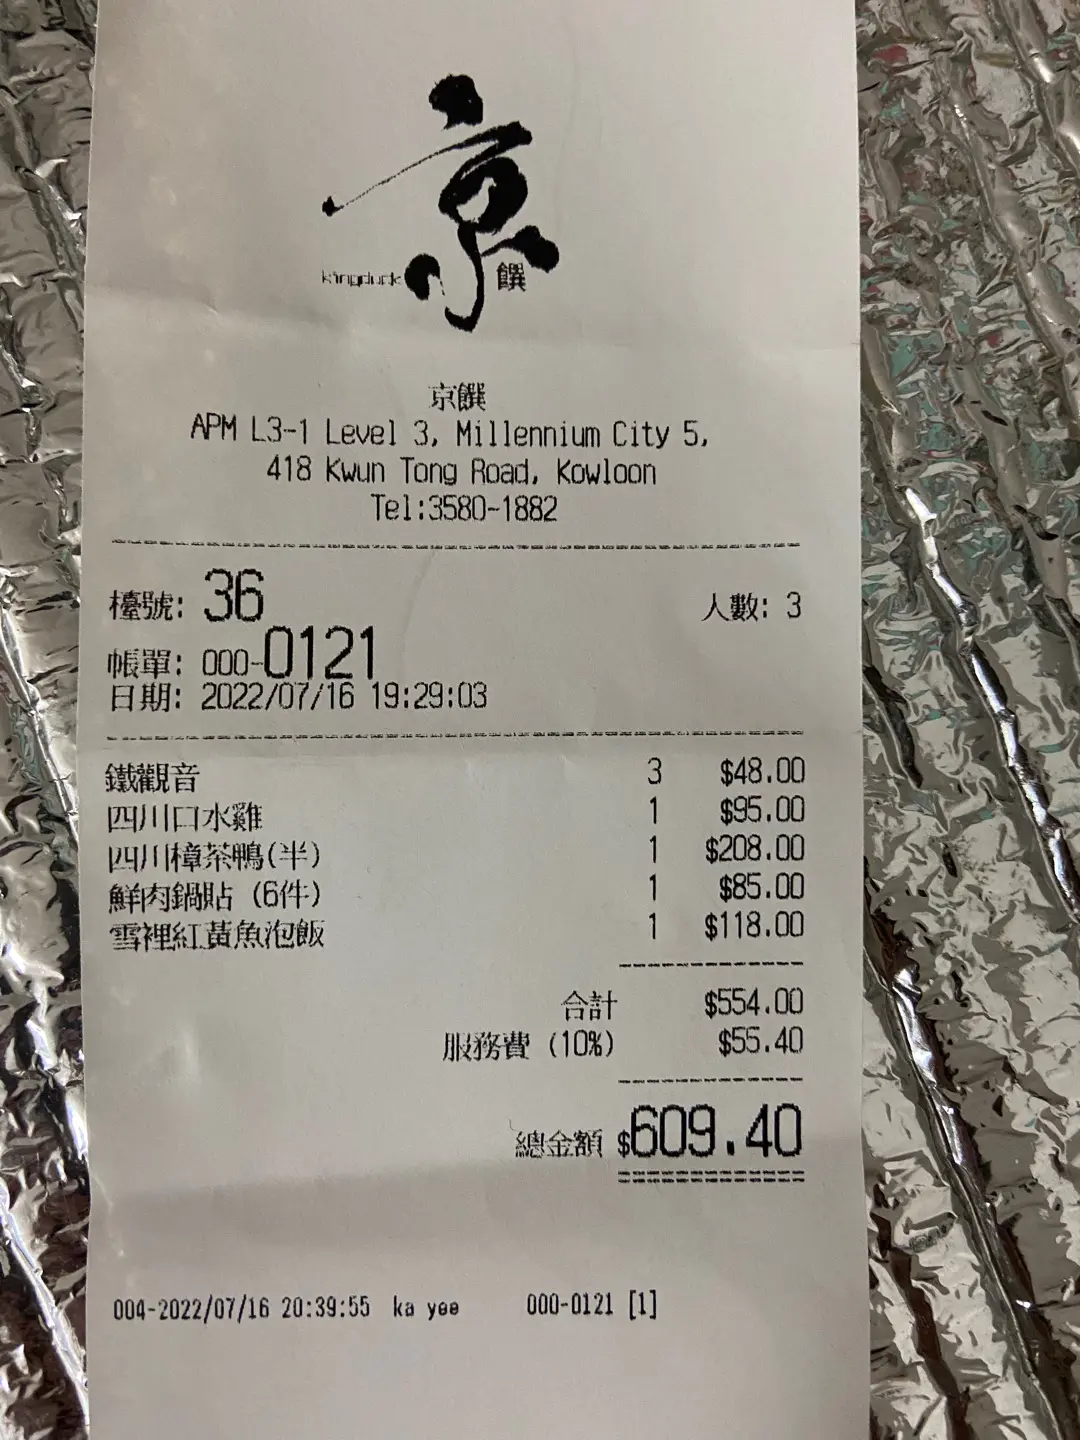 京
kingduck 饌
京饌
APM L3-1 Level 3, Millennium City 5,
418 Kwun Tong Road, Kowloon
Tel:3580-1882
檯號: 36 人數: 3
帳單: 000-0121
日期: 2022/07/16 19:29:03
鐵觀音 3 $48.00
四川口水雞 1 $95.00
四川樟茶鴨(半) 1 $208.00
鮮肉鍋貼 (6件) 1 $85.00
雪裡紅黃魚泡飯 1 $118.00
合計 $554.00
服務費 (10%) $55.40
總金額 $609.40
004-2022/07/16 20:39:55 ka yee 000-0121 [1]